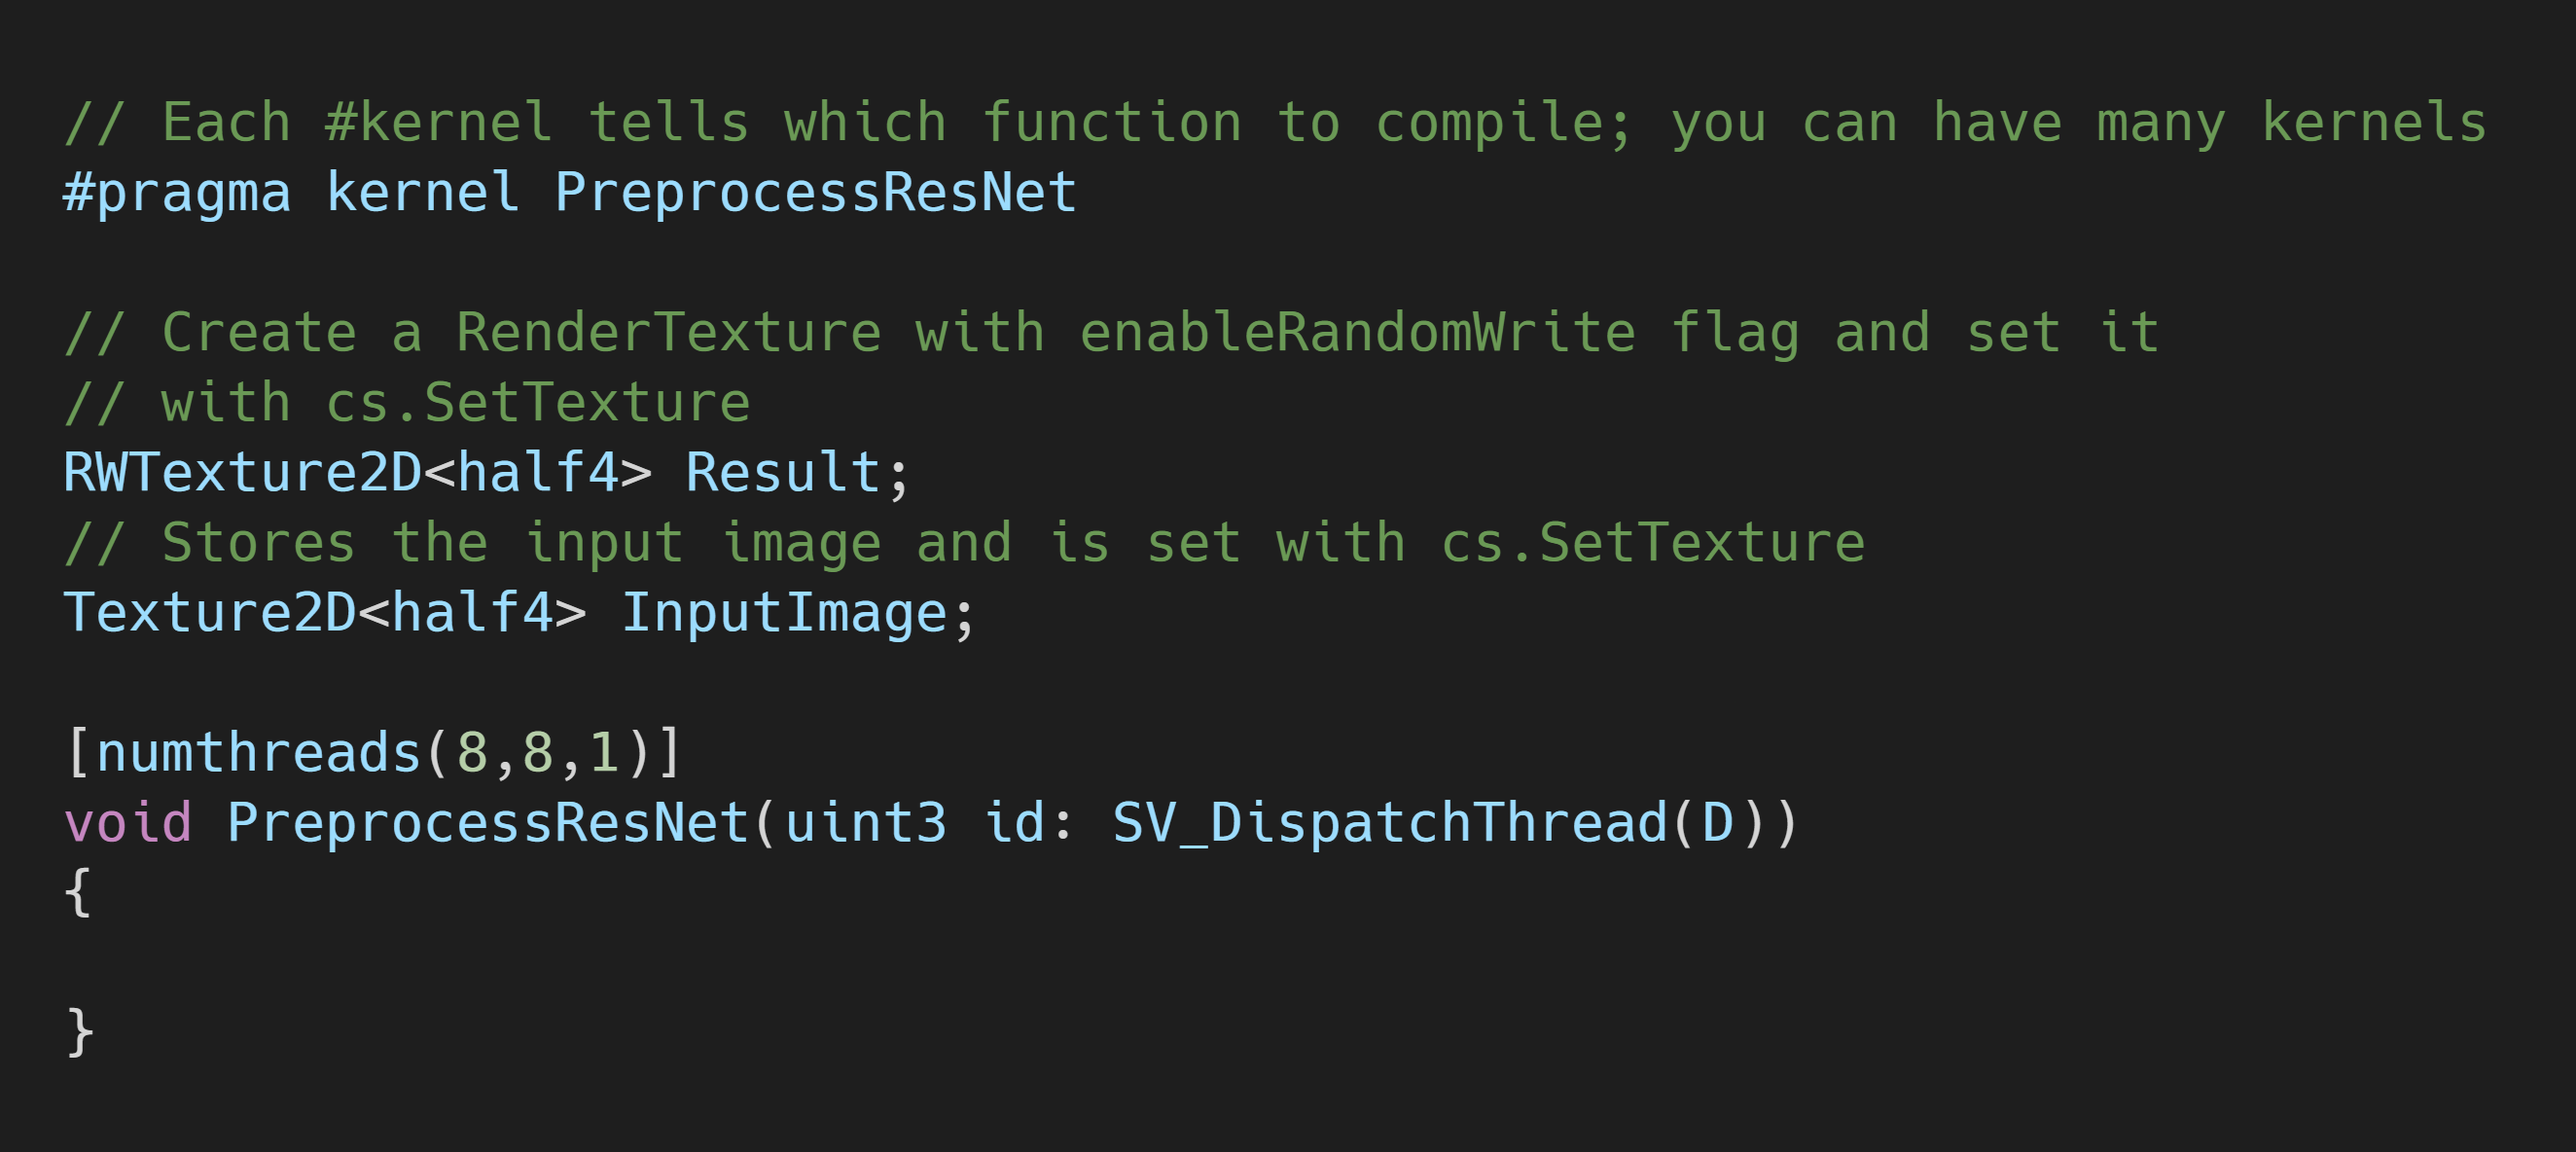 // Each #kernel tells which function to compile; you can have many kernels
#pragma kernel PreprocessResNet
// Create a RenderTexture with enableRandomWrite flag and set it
// with cs.SetTexture
RWTexture2D<half4> Result;
// Stores the input image and is set with cs.SetTexture
Texture2D<half4> InputImage;
[numthreads(8,8,1)]
void PreprocessResNet(uint3 id: SV_DispatchThread(D))
{
}